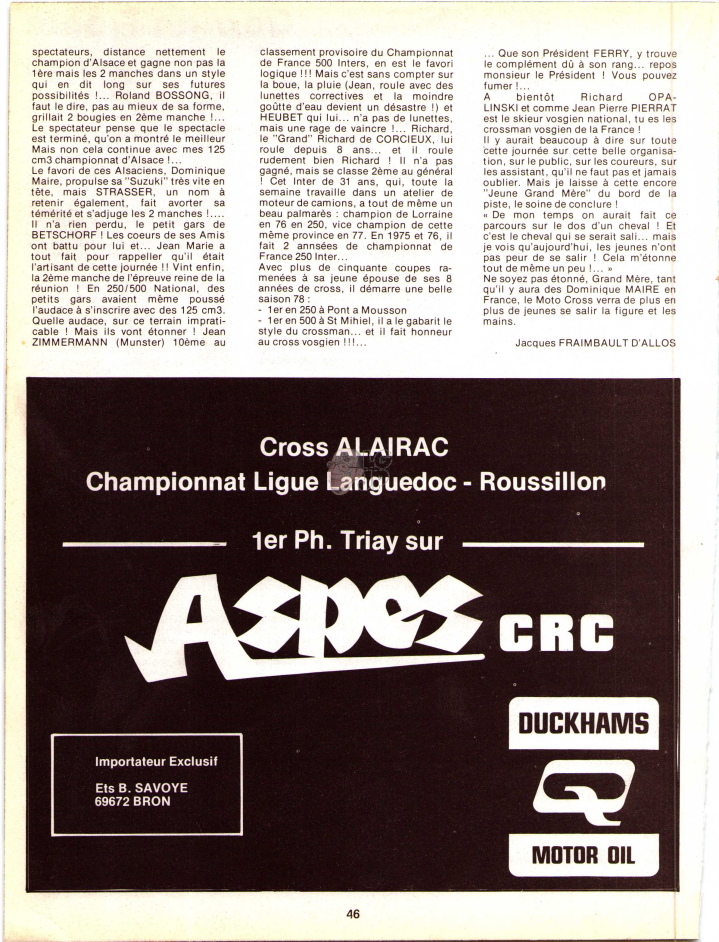 spectateurs, distance nettement le
champion d'Alsace et gagne non pas la
1ère mais les 2 manches dans un style
qui en dit long sur ses futures
possibilités !... Roland BOSSONG, il
faut le dire, pas au mieux de sa forme,
grillait 2 bougies en 2ème manche !...
Le spectateur pense que le spectacle
est terminé, qu'on a montré le meilleur
Mais non cela continue avec mes 125
cm3 championnat d'Alsace !...
Le favori de ces Alsaciens, Dominique
Maire, propulse sa "Suzuki" très vite en
tête, mais STRASSER, un nom à
retenir également, fait avorter sa
témérité et s'adjuge les 2 manches !....
Il n'a rien perdu, le petit gars de
BETSCHORF ! Les coeurs de ses Amis
ont battu pour lui et... Jean Marie a
tout fait pour rappeller qu'il était
l'artisan de cette journée !! Vint enfin,
la 2ème manche de l'épreuve reine de la
réunion ! En 250/500 National, des
petits gars avaient même poussé
l'audace à s'inscrire avec des 125 cm3.
Quelle audace, sur ce terrain imprati-
cable ! Mais ils vont étonner ! Jean
ZIMMERMANN (Munster) 10ème au
classement provisoire du Championnat
de France 500 Inters, en est le favori
logique !!! Mais c'est sans compter sur
la boue, la pluie (Jean, roule avec des
lunettes correctives et la moindre
goûtte d'eau devient un désastre !) et
HEUBET qui lui... n'a pas de lunettes,
mais une rage de vaincre !... Richard,
le "Grand" Richard de CORCIEUX, lui
roule depuis 8 ans... et il roule
rudement bien Richard ! Il n'a pas
gagné, mais se classe 2ème au général
! Cet Inter de 31 ans, qui, toute la
semaine travaille dans un atelier de
moteur de camions, a tout de même un
beau palmarès : champion de Lorraine
en 76 en 250, vice champion de cette
même province en 77. En 1975 et 76, il
fait 2 annsées de championnat de
France 250 Inter...
Avec plus de cinquante coupes ra-
menées à sa jeune épouse de ses 8
années de cross, il démarre une belle
saison 78 :
- 1er en 250 à Pont a Mousson
- 1er en 500 à St Mihiel, il a le gabarit le
style du crossman... et il fait honneur
au cross vosgien !!!...
... Que son Président FERRY, y trouve
le complément dû à son rang... repos
monsieur le Président ! Vous pouvez
fumer !...
A bientôt Richard OPA-
LINSKI et comme Jean Pierre PIERRAT
est le skieur vosgien national, tu es les
crossman vosgien de la France !
Il y aurait beaucoup à dire sur toute
cette journée sur cette belle organisa-
tion, sur le public, sur les coureurs, sur
les assistant, qu'il ne faut pas et jamais
oublier. Mais je laisse à cette encore
"Jeune Grand Mère" du bord de la
piste, le soine de conclure !
« De mon temps on aurait fait ce
parcours sur le dos d'un cheval ! Et
c'est le cheval qui se serait sali... mais
je vois qu'aujourd'hui, les jeunes n'ont
pas peur de se salir ! Cela m'étonne
tout de même un peu !... »
Ne soyez pas étonné, Grand Mère, tant
qu'il y aura des Dominique MAIRE en
France, le Moto Cross verra de plus en
plus de jeunes se salir la figure et les
mains.
Jacques FRAIMBAULT D'ALLOS
Cross ALAIRAC
Championnat Ligue Languedoc - Roussillon
1er Ph. Triay sur
Aspes CRC
DUCKHAMS
Q
MOTOR OIL
Importateur Exclusif
Ets B. SAVOYE
69672 BRON
46